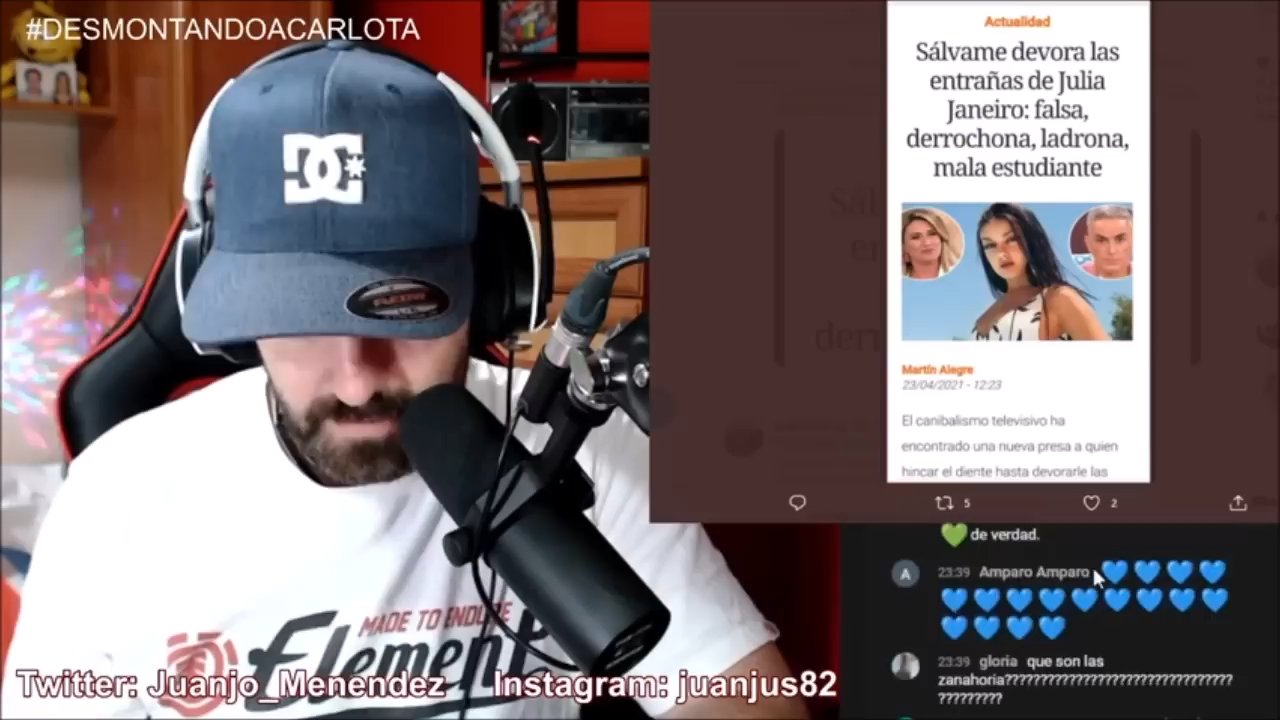 #DESMONTANDOACARLOTA
Actualidad
Sálvame devora las
entrañas de Julia
Janeiro: falsa,
derrochona, ladrona,
mala estudiante
Martín Alegre
23/04/2021 - 12:23
El canibalismo televisivo ha
encontrado una nueva presa a quien
hincar el diente hasta devorarle las
5
2
💚 de verdad.
A
23:39 Amparo Amparo 💙💙💙💙
💙💙💙💙💙💙💙💙💙
💙💙💙💙
23:39 gloria que son las
DC
MADE TO ENDURE
Element
Twitter: Juanjo_Menendez
Instagram: juanjus82